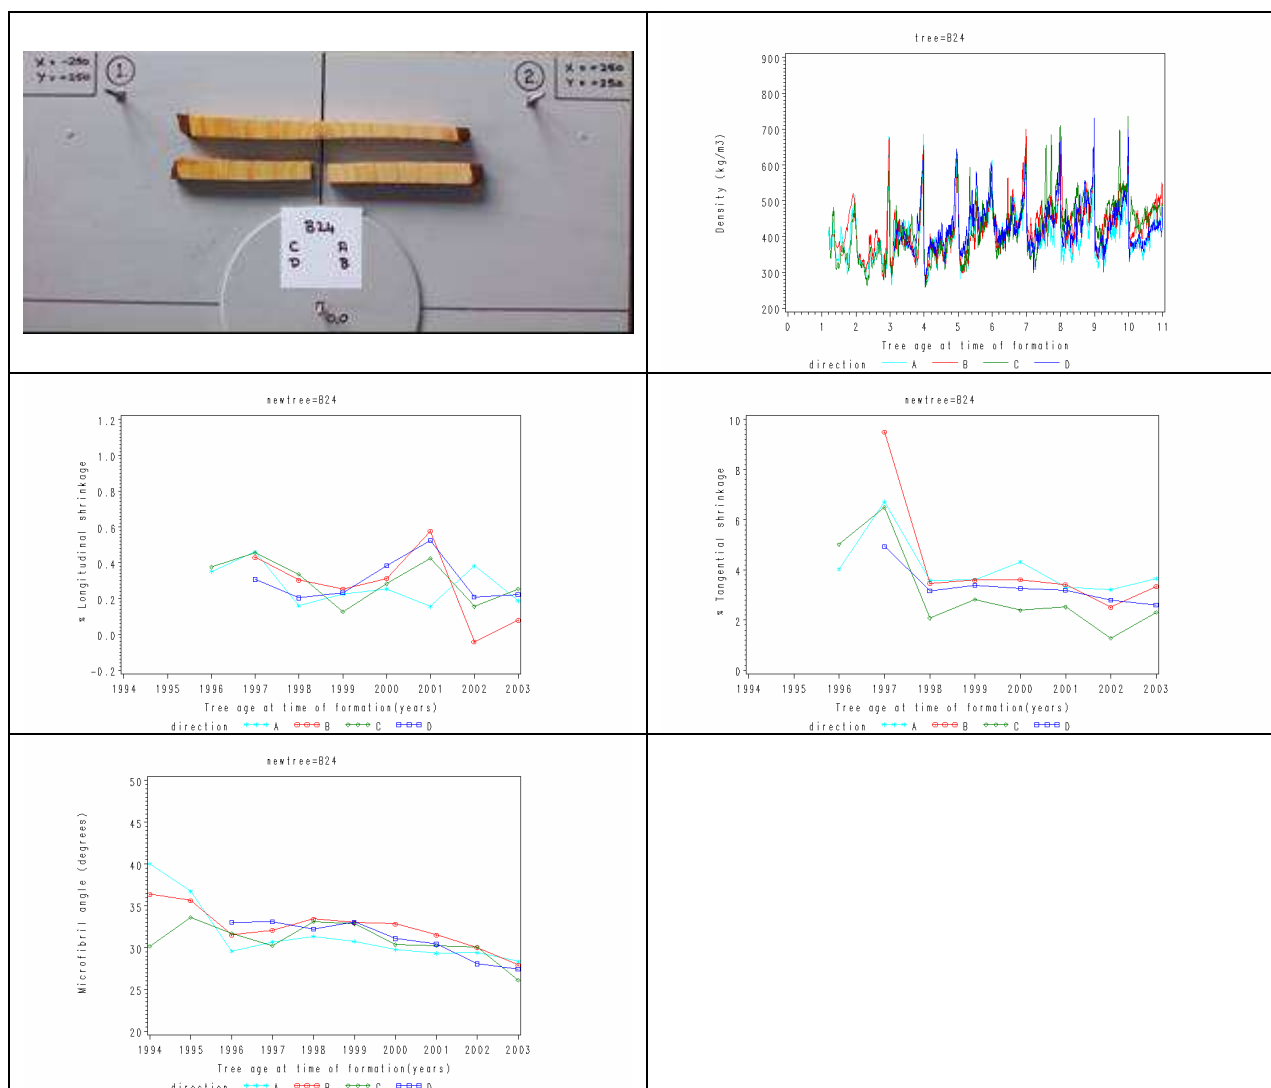 X = -250
Y = +250
1.
2.
X = +250
Y = +250
B24
C A
D B
0,0
tree=B24
Density (kg/m3)
900
800
700
600
500
400
300
200
0 1 2 3 4 5 6 7 8 9 10 11
Tree age at time of formation
direction A B C D
newtree=B24
% Longitudinal shrinkage
1.2
1.0
0.8
0.6
0.4
0.2
0.0
-0.2
1994 1995 1996 1997 1998 1999 2000 2001 2002 2003
Tree age at time of formation(years)
direction A B C D
newtree=B24
% Tangential shrinkage
10
8
6
4
2
0
1994 1995 1996 1997 1998 1999 2000 2001 2002 2003
Tree age at time of formation(years)
direction A B C D
newtree=B24
Microfibril angle (degrees)
50
45
40
35
30
25
20
1994 1995 1996 1997 1998 1999 2000 2001 2002 2003
Tree age at time of formation(years)
direction A B C D